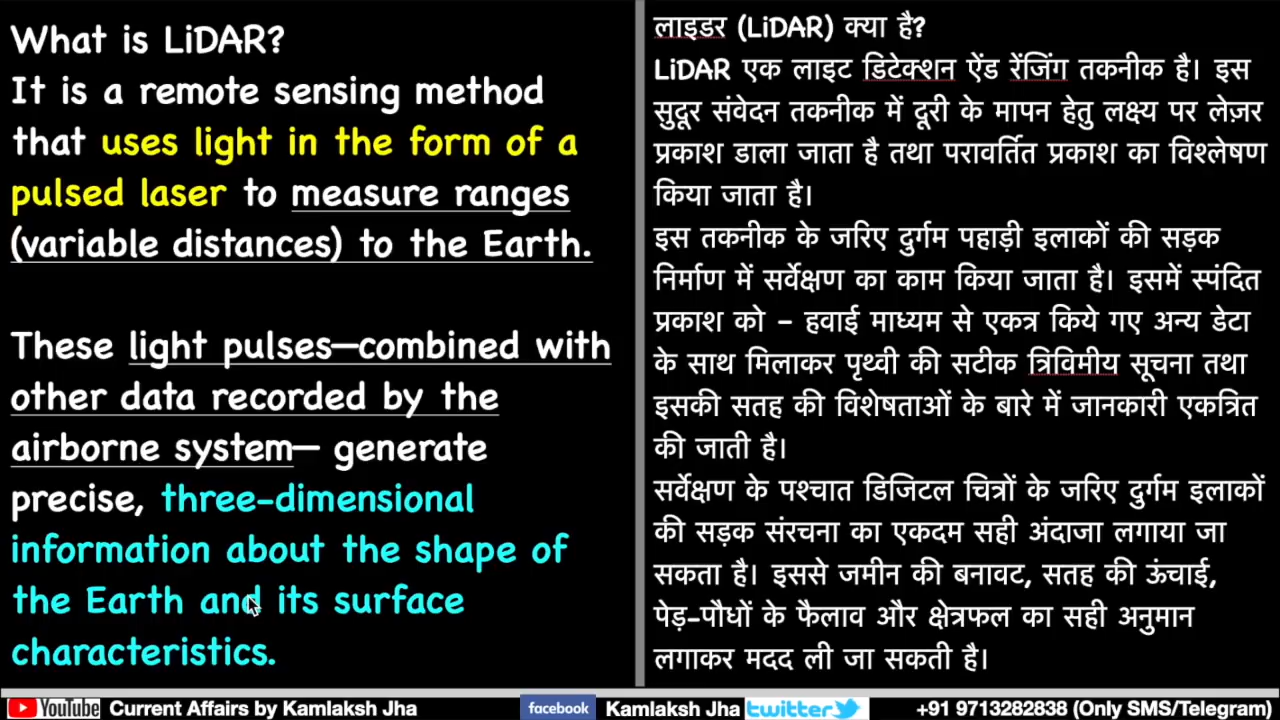 What is LiDAR?
It is a remote sensing method
that uses light in the form of a
pulsed laser to measure ranges
(variable distances) to the Earth.
These light pulses—combined with
other data recorded by the
airborne system— generate
precise, three-dimensional
information about the shape of
the Earth and its surface
characteristics.
लाइडर (LiDAR) क्या है?
LiDAR एक लाइट डिटेक्शन ऐंड रेंजिंग तकनीक है। इस
सुदूर संवेदन तकनीक में दूरी के मापन हेतु लक्ष्य पर लेज़र
प्रकाश डाला जाता है तथा परावर्तित प्रकाश का विश्लेषण
किया जाता है।
इस तकनीक के जरिए दुर्गम पहाड़ी इलाकों की सड़क
निर्माण में सर्वेक्षण का काम किया जाता है। इसमें स्पंदित
प्रकाश को - हवाई माध्यम से एकत्र किये गए अन्य डेटा
के साथ मिलाकर पृथ्वी की सटीक त्रिविमीय सूचना तथा
इसकी सतह की विशेषताओं के बारे में जानकारी एकत्रित
की जाती है।
सर्वेक्षण के पश्चात डिजिटल चित्रों के जरिए दुर्गम इलाकों
की सड़क संरचना का एकदम सही अंदाजा लगाया जा
सकता है। इससे जमीन की बनावट, सतह की ऊंचाई,
पेड़-पौधों के फैलाव और क्षेत्रफल का सही अनुमान
लगाकर मदद ली जा सकती है।
YouTube Current Affairs by Kamlaksh Jha facebook Kamlaksh Jha twitter +91 9713282838 (Only SMS/Telegram)